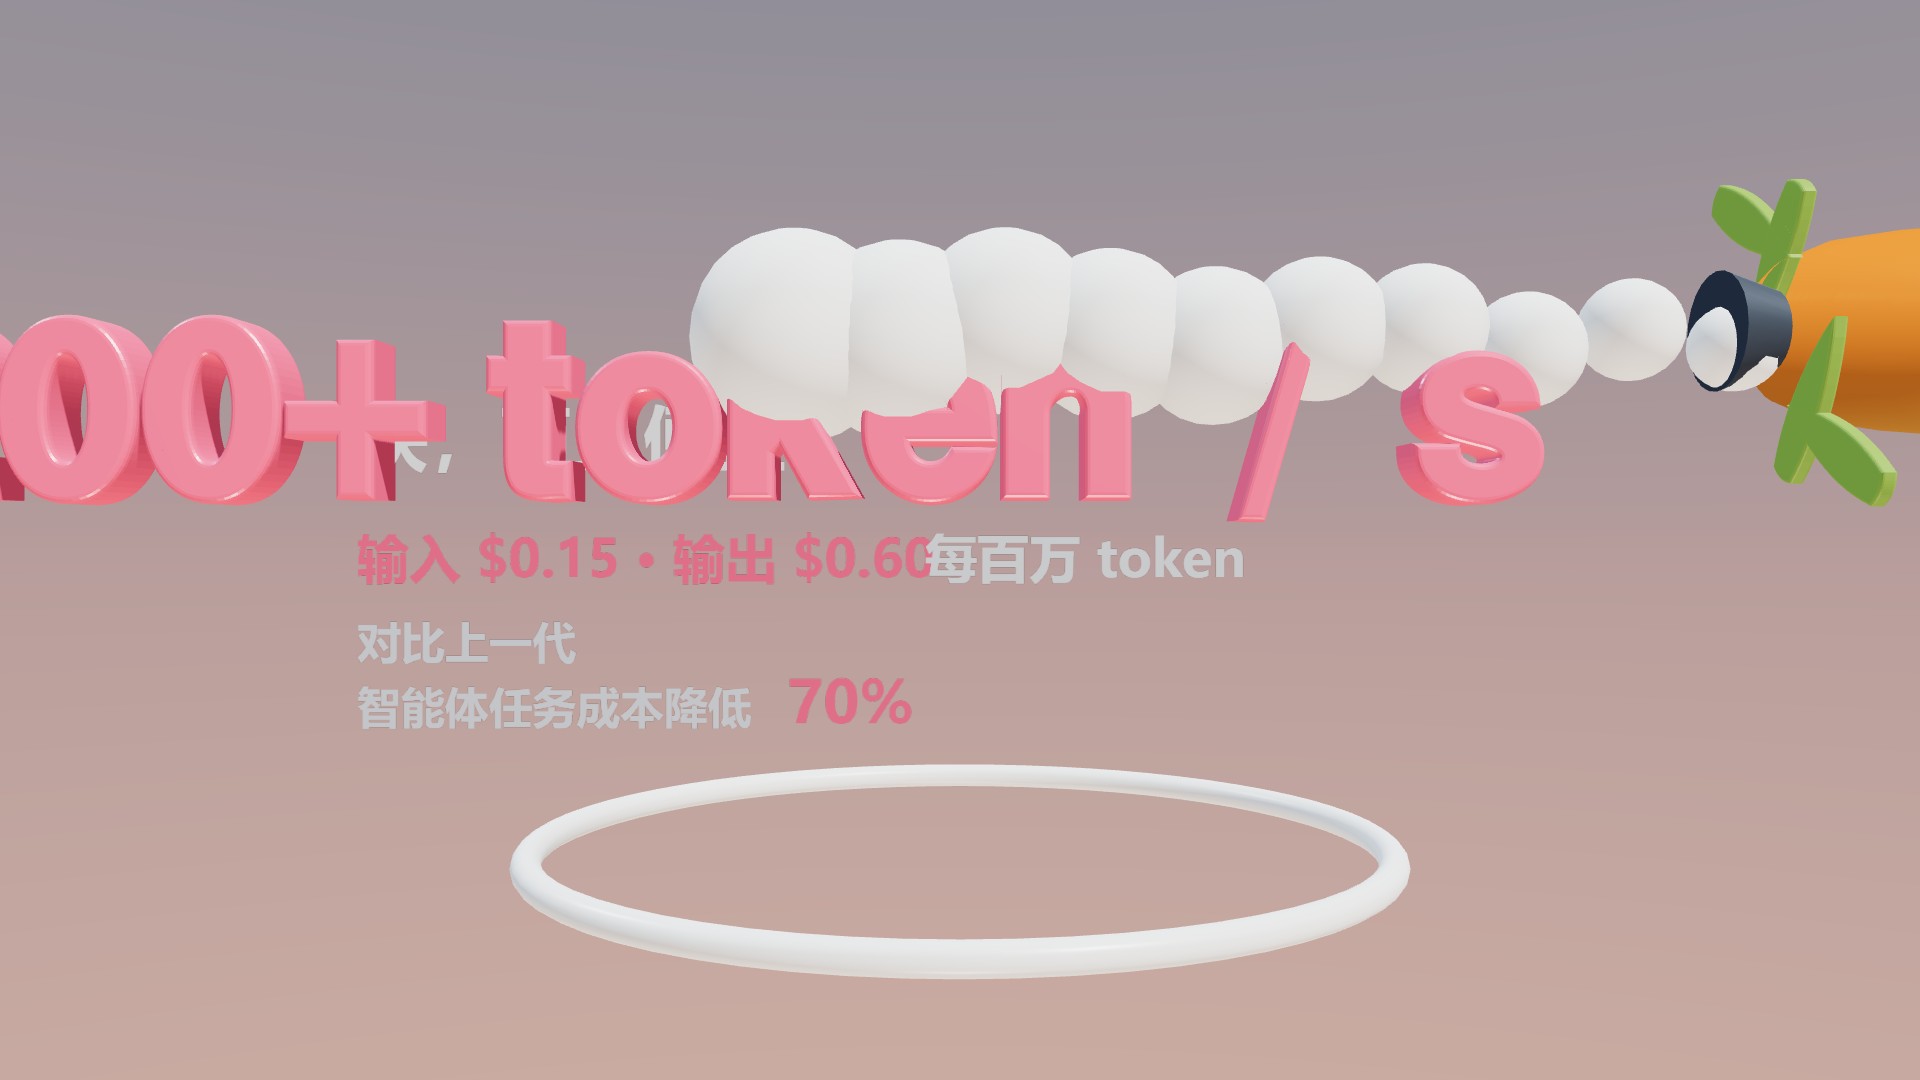 00+ token / s
输入 $0.15 · 输出 $0.60 每百万 token
对比上一代
智能体任务成本降低 70%